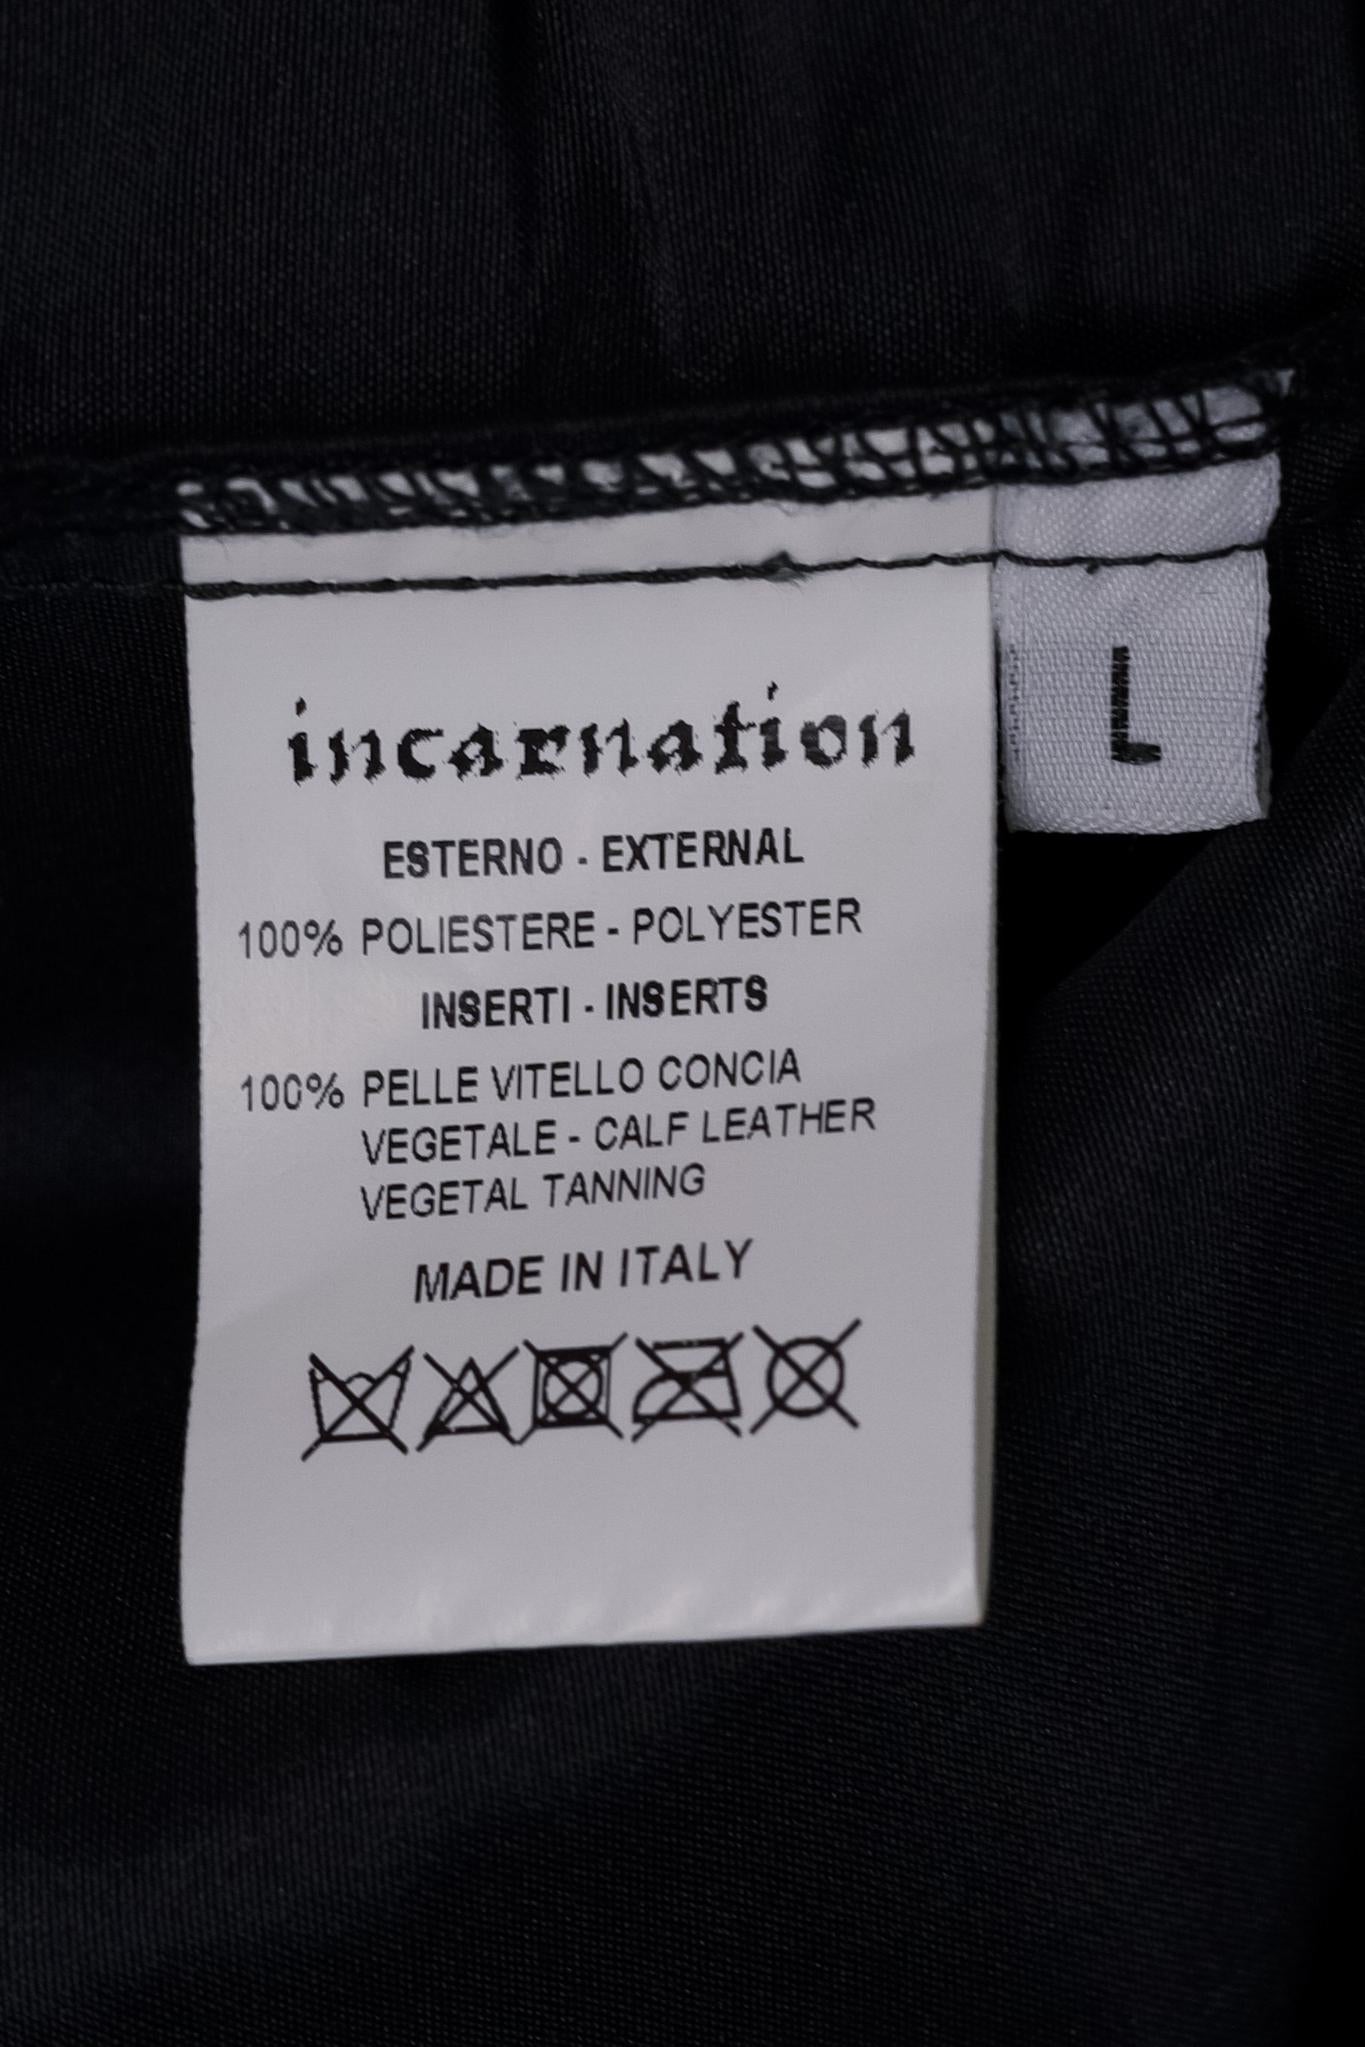 incarnation
L
ESTERNO - EXTERNAL
100% POLIESTERE - POLYESTER
INSERTI - INSERTS
100% PELLE VITELLO CONCIA
VEGETALE - CALF LEATHER
VEGETAL TANNING
MADE IN ITALY